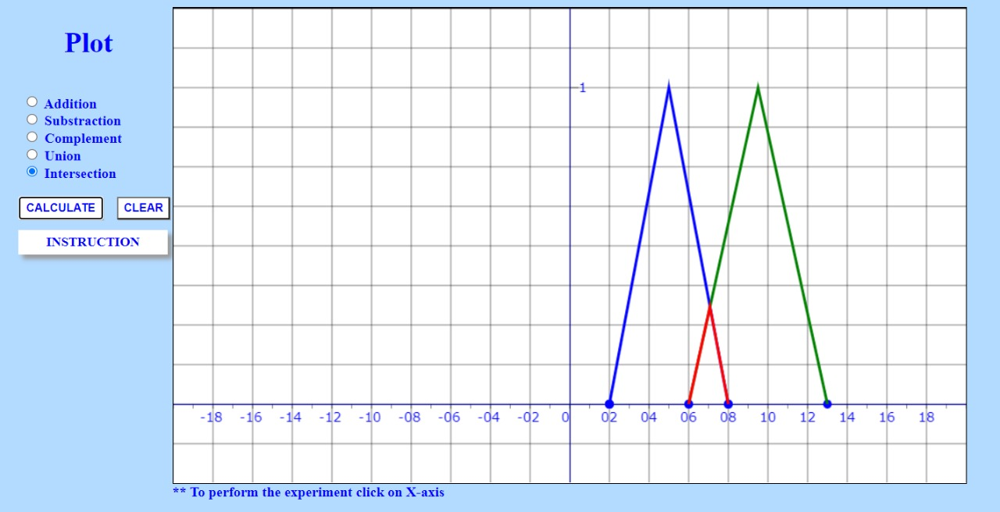 Plot
Addition
Substraction
Complement
Union
Intersection
CALCULATE CLEAR
INSTRUCTION
1
-18 -16 -14 -12 -10 -08 -06 -04 -02 0 02 04 06 08 10 12 14 16 18
** To perform the experiment click on X-axis